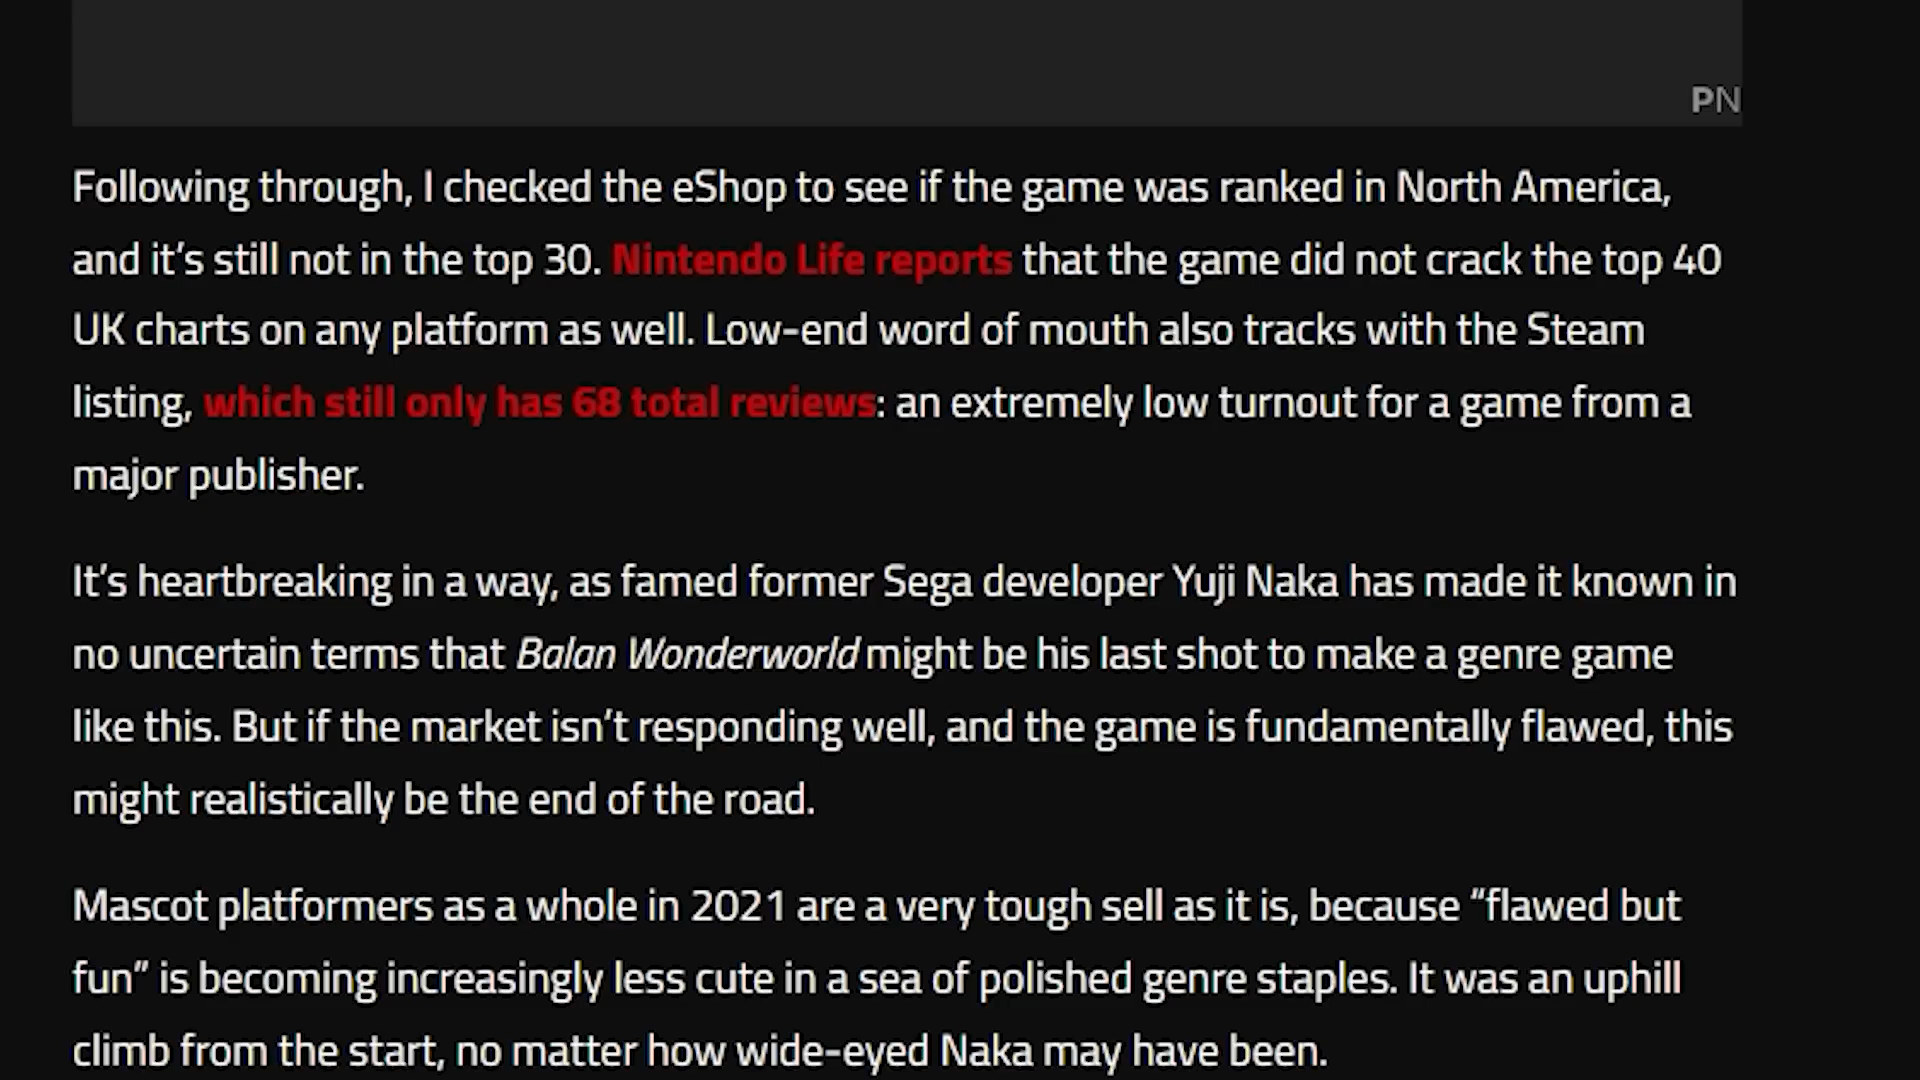 PN
Following through, I checked the eShop to see if the game was ranked in North America,
and it’s still not in the top 30. Nintendo Life reports that the game did not crack the top 40
UK charts on any platform as well. Low-end word of mouth also tracks with the Steam
listing, which still only has 68 total reviews: an extremely low turnout for a game from a
major publisher.
It’s heartbreaking in a way, as famed former Sega developer Yuji Naka has made it known in
no uncertain terms that Balan Wonderworld might be his last shot to make a genre game
like this. But if the market isn’t responding well, and the game is fundamentally flawed, this
might realistically be the end of the road.
Mascot platformers as a whole in 2021 are a very tough sell as it is, because “flawed but
fun” is becoming increasingly less cute in a sea of polished genre staples. It was an uphill
climb from the start, no matter how wide-eyed Naka may have been.